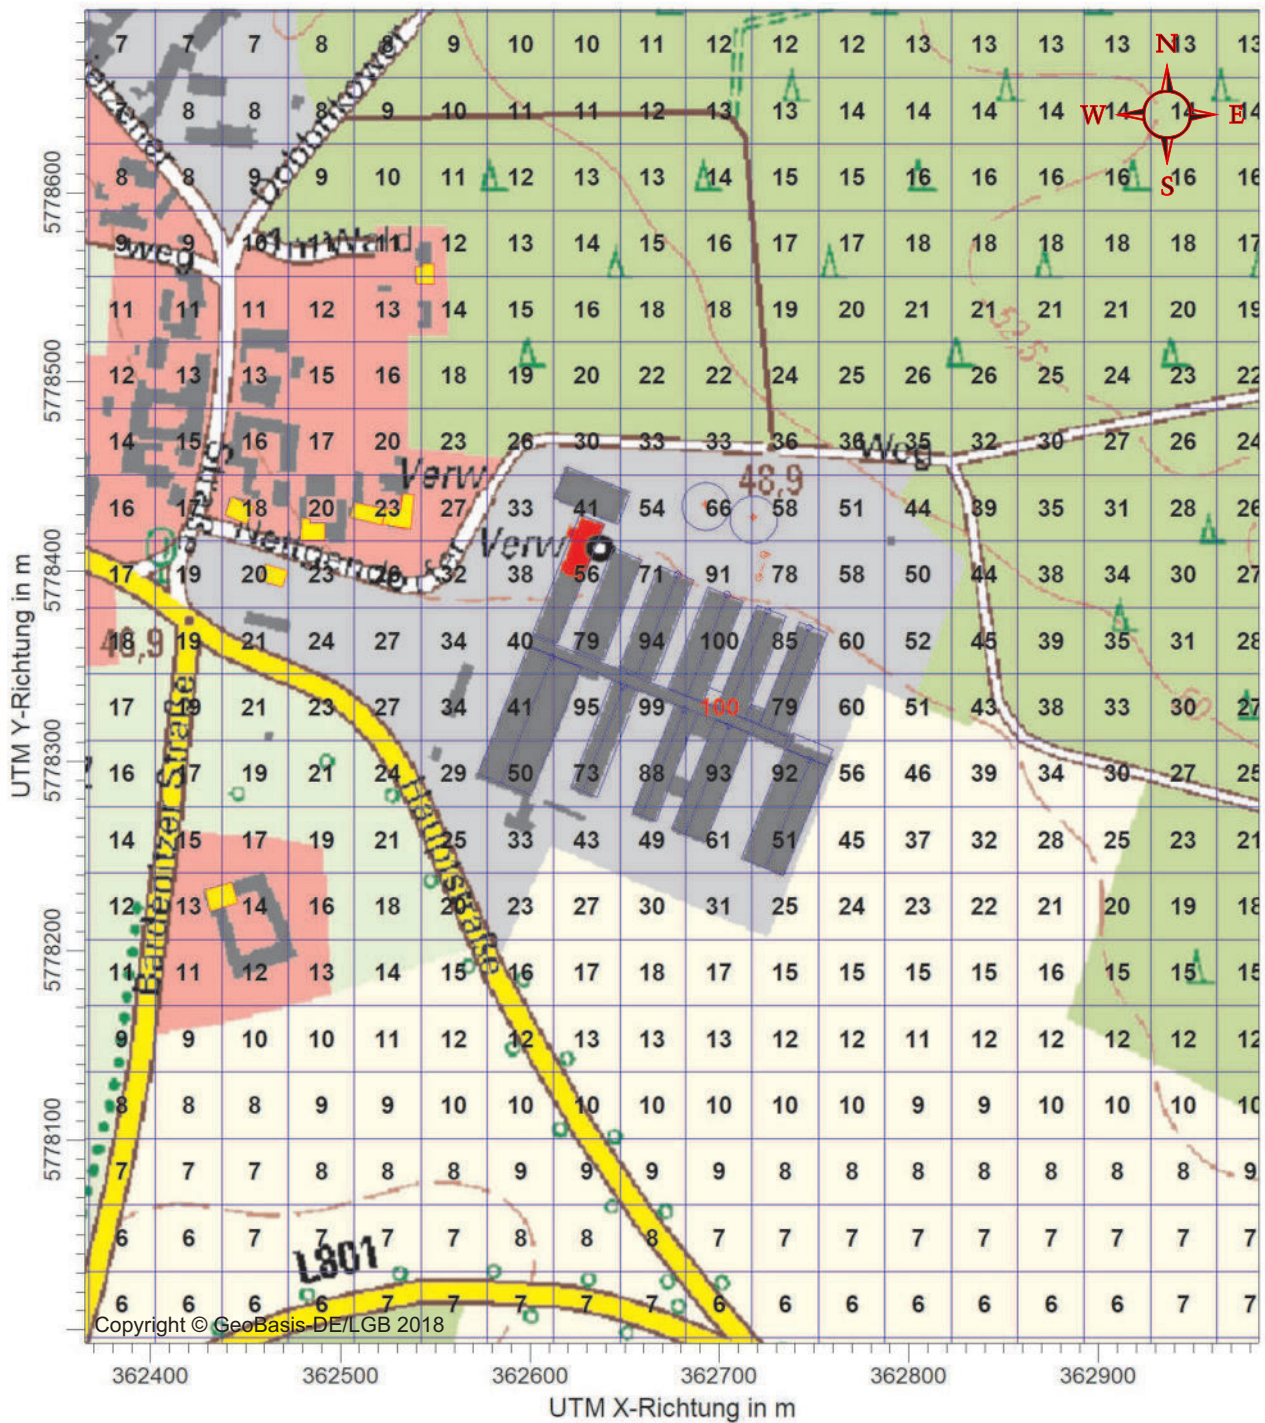 7 7 7 8 8 9 10 10 11 12 12 12 13 13 13 13 13 13
N
7 8 8 8 9 10 11 11 12 13 13 14 14 14 14 14 14 14
W E
8 8 9 9 10 11 12 13 13 14 15 15 16 16 16 16 16 16
S
9 9 10 11 11 12 13 14 15 16 17 17 18 18 18 18 18 17
weg
11 11 11 12 13 14 15 16 18 18 19 20 21 21 21 21 20 19
52,5
12 13 13 15 16 18 19 20 22 22 24 25 26 26 25 24 23 22
14 15 16 17 20 23 26 30 33 33 36 36 35 32 30 27 26 24
Weg
Verw
48,9
16 17 18 20 23 27 33 41 54 66 58 51 44 39 35 31 28 26
Verw
17 19 20 23 26 32 38 56 71 91 78 58 50 44 38 34 30 27
18 19 21 24 27 34 40 79 94 100 85 60 52 45 39 35 31 28
17 19 21 23 27 34 41 95 99 100 79 60 51 43 38 33 30 27
50
16 17 19 21 24 29 50 73 88 93 92 56 46 39 34 30 27 25
14 15 17 19 21 25 33 43 49 61 51 45 37 32 28 25 23 21
Bardenitzer Straße
Hauptstraße
12 13 14 16 18 20 23 27 30 31 25 24 23 22 21 20 19 18
11 11 12 13 14 15 16 17 18 17 15 15 15 15 16 15 15 15
9 9 10 10 11 12 12 13 13 13 12 12 11 12 12 12 12 12
8 8 8 9 9 10 10 10 10 10 10 10 9 9 10 10 10 10
7 7 7 8 8 8 9 9 9 9 8 8 8 8 8 8 8 9
6 6 7 7 7 7 8 8 8 7 7 7 7 7 7 7 7 7
L801
6 6 6 6 7 7 7 7 7 6 6 6 6 6 6 6 7 7
Copyright © GeoBasis-DE/LGB 2018
5778600
5778500
5778400
5778300
5778200
5778100
UTM Y-Richtung in m
362400 362500 362600 362700 362800 362900
UTM X-Richtung in m